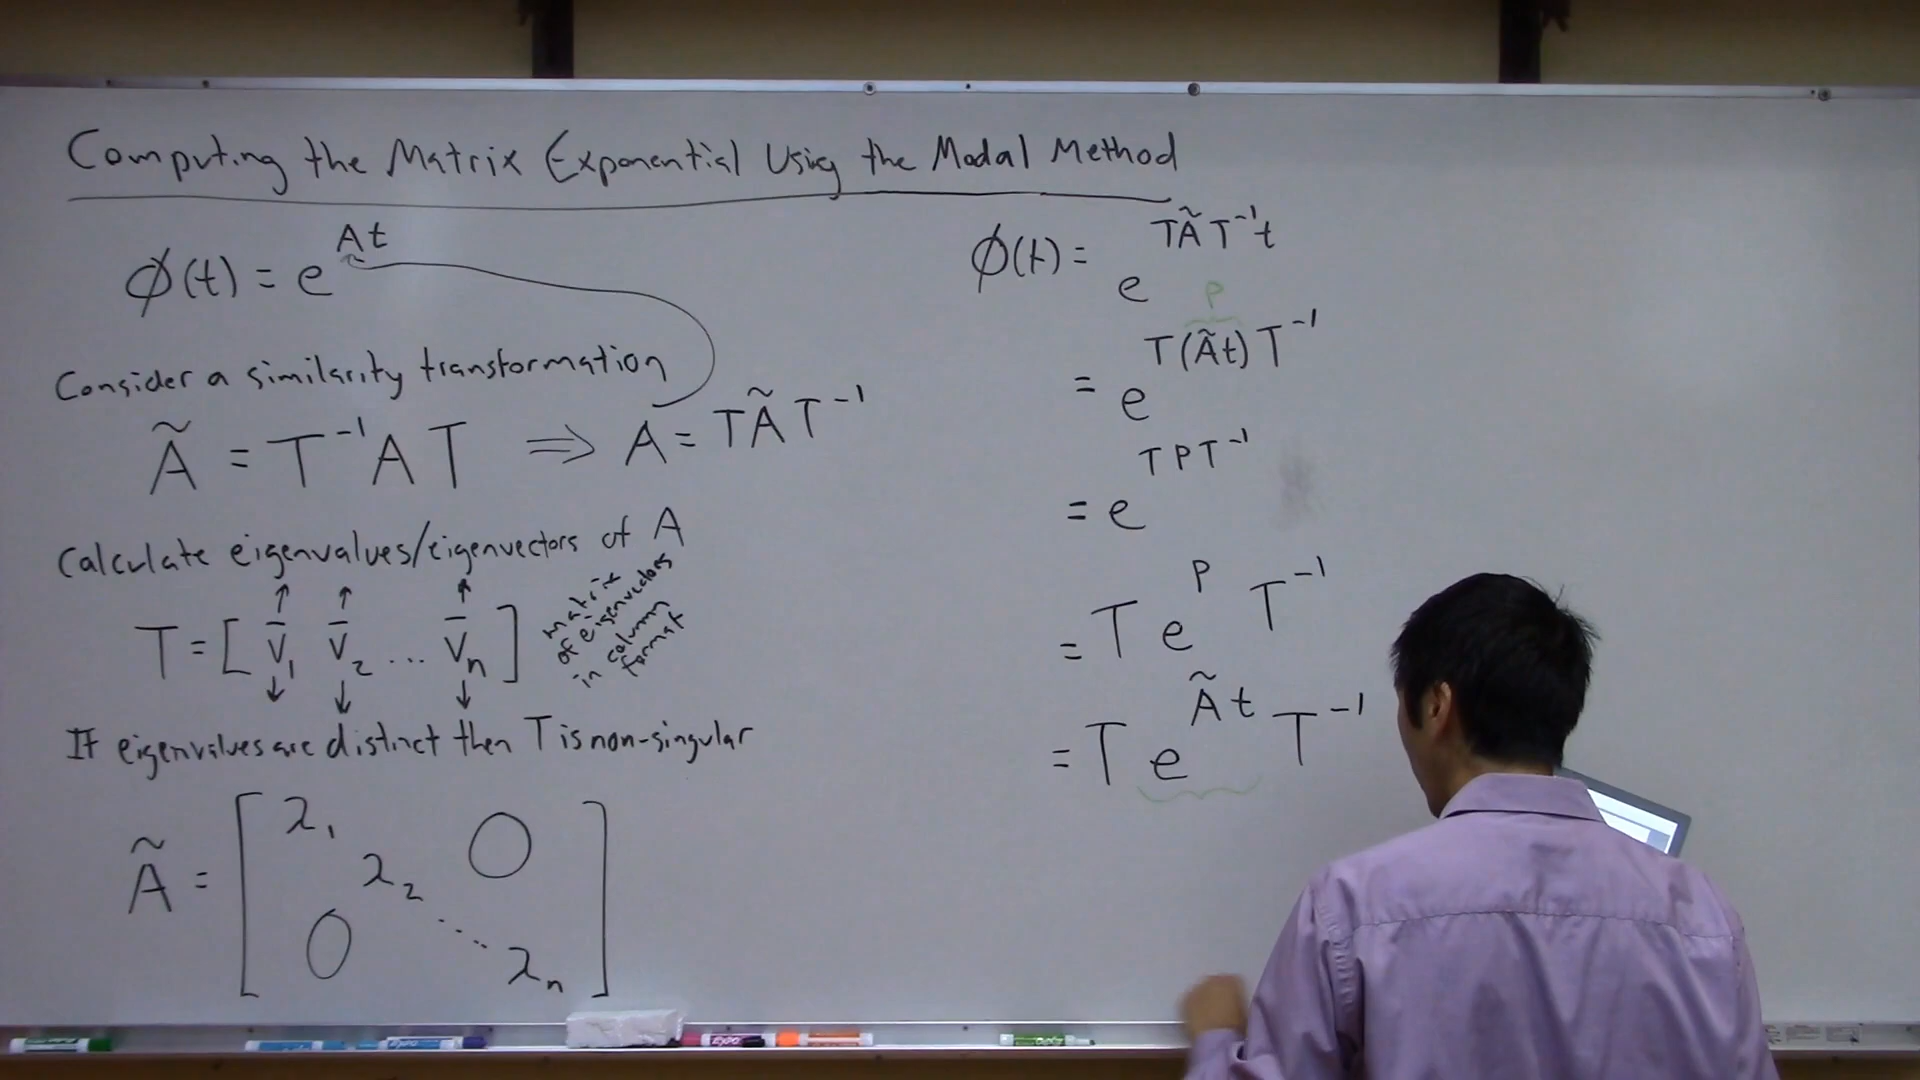 Computing the Matrix Exponential Using the Modal Method
ϕ(t) = e^{At}
Consider a similarity transformation
Ã = T⁻¹AT ⇒ A = TÃT⁻¹
Calculate eigenvalues/eigenvectors of A
T = [ v̄₁ v̄₂ ... v̄ₙ ]
matrix
of eigenvectors
in column
format
If eigenvalues are distinct then T is non-singular
Ã = [ λ₁
λ₂ 0
0 ⋱
λₙ ]
ϕ(t) = e^{TÃT⁻¹t}
P
= e^{T(Ãt)T⁻¹}
= e^{TPT⁻¹}
= T e^{P} T⁻¹
= T e^{Ãt} T⁻¹